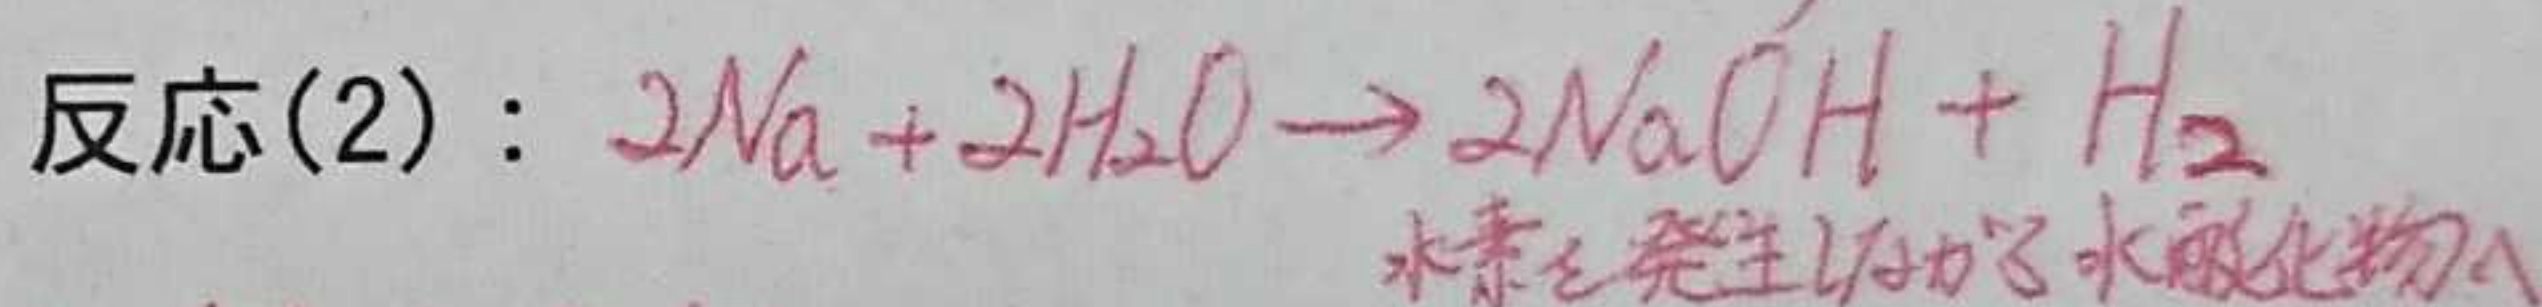 反応(2)： 2Na + 2H₂O → 2NaOH + H₂
水素を発生しながら水酸化物へ